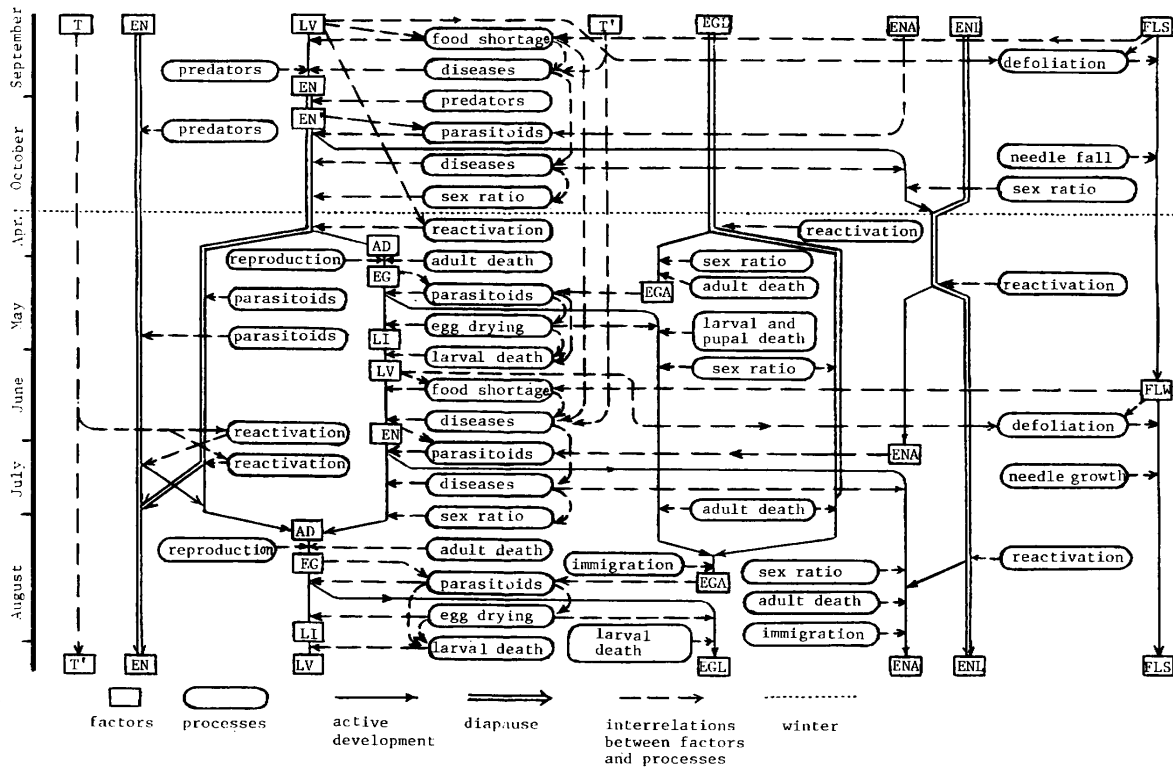 T EN LV T' EGL ENA ENL FLS
September
food shortage
defoliation
predators diseases
EN
predators
EN'
predators parasitoids
October
diseases needle fall
sex ratio sex ratio
Apr.
reactivation reactivation
AD
reproduction adult death sex ratio
EG
adult death reactivation
parasitoids parasitoids EGA
May
parasitoids egg drying larval and
pupal death
LI
larval death sex ratio
LV
June
food shortage FLW
diseases defoliation
reactivation EN
parasitoids ENA
reactivation
July
diseases needle growth
sex ratio adult death
AD
reproduction adult death reactivation
EG immigration sex ratio
parasitoids EGA
August
adult death
egg drying
LI larval
death immigration
larval death
T' EN LV EGL ENA ENL FLS
factors processes active
development diapause interrelations
between factors
and processes winter